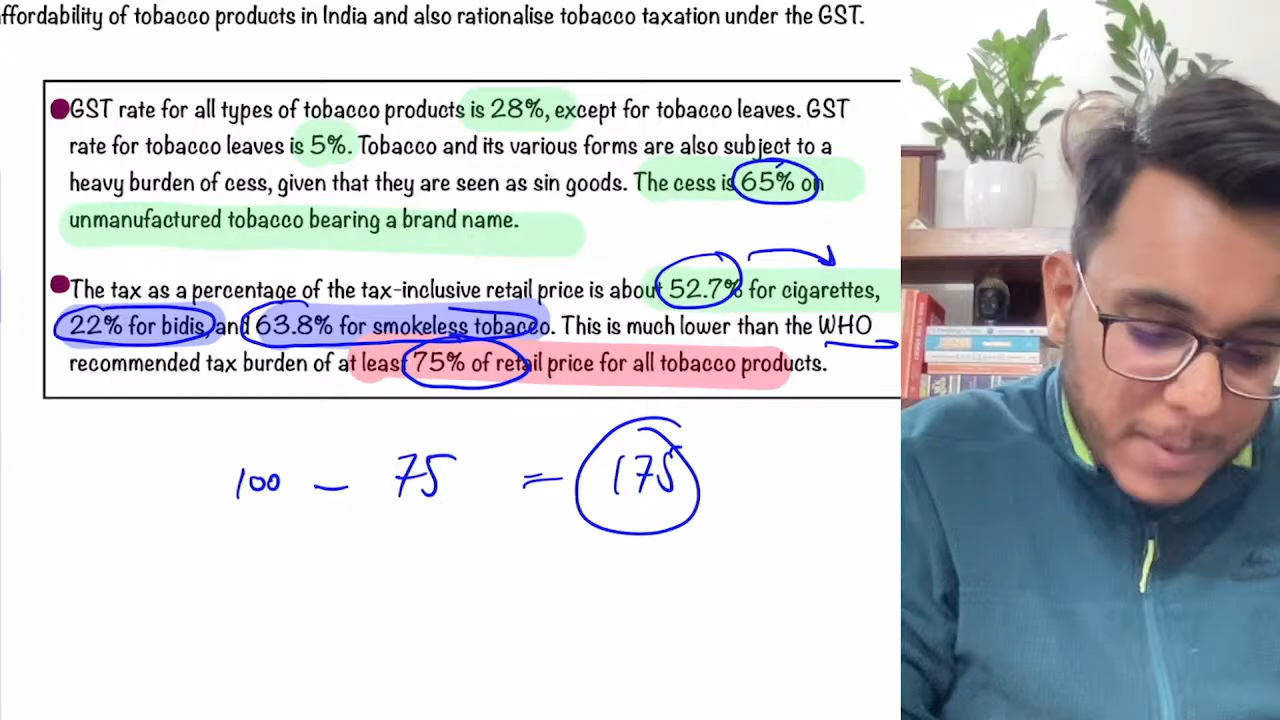 ffordability of tobacco products in India and also rationalise tobacco taxation under the GST.
GST rate for all types of tobacco products is 28%, except for tobacco leaves. GST
rate for tobacco leaves is 5%. Tobacco and its various forms are also subject to a
heavy burden of cess, given that they are seen as sin goods. The cess is 65% on
unmanufactured tobacco bearing a brand name.
The tax as a percentage of the tax-inclusive retail price is about 52.7% for cigarettes,
22% for bidis, and 63.8% for smokeless tobacco. This is much lower than the WHO
recommended tax burden of at least 75% of retail price for all tobacco products.
100 - 75 = 175